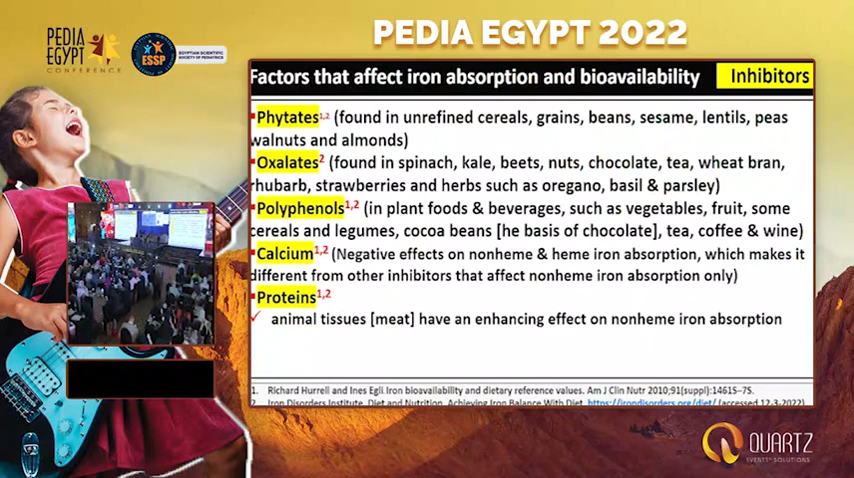 PEDIA EGYPT 2022
PEDIA
EGYPT
CONFERENCE
ESSP
EGYPTIAN SCIENTIFIC
SOCIETY OF PEDIATRICS
Factors that affect iron absorption and bioavailability Inhibitors
Phytates1,2 (found in unrefined cereals, grains, beans, sesame, lentils, peas
walnuts and almonds)
Oxalates2 (found in spinach, kale, beets, nuts, chocolate, tea, wheat bran,
rhubarb, strawberries and herbs such as oregano, basil & parsley)
Polyphenols1,2 (in plant foods & beverages, such as vegetables, fruit, some
cereals and legumes, cocoa beans [he basis of chocolate], tea, coffee & wine)
Calcium1,2 (Negative effects on nonheme & heme iron absorption, which makes it
different from other inhibitors that affect nonheme iron absorption only)
Proteins1,2
✓ animal tissues [meat] have an enhancing effect on nonheme iron absorption
1. Richard Hurrell and Ines Egli.Iron bioavailability and dietary reference values. Am J Clin Nutr 2010;91(suppl):1461S–7S.
2. Iron Disorders Institute. Diet and Nutrition. Achieving Iron Balance With Diet. https://irondisorders.org/diet/ (accessed 12-3-2022)
QUARTZ
EVENTS SOLUTIONS